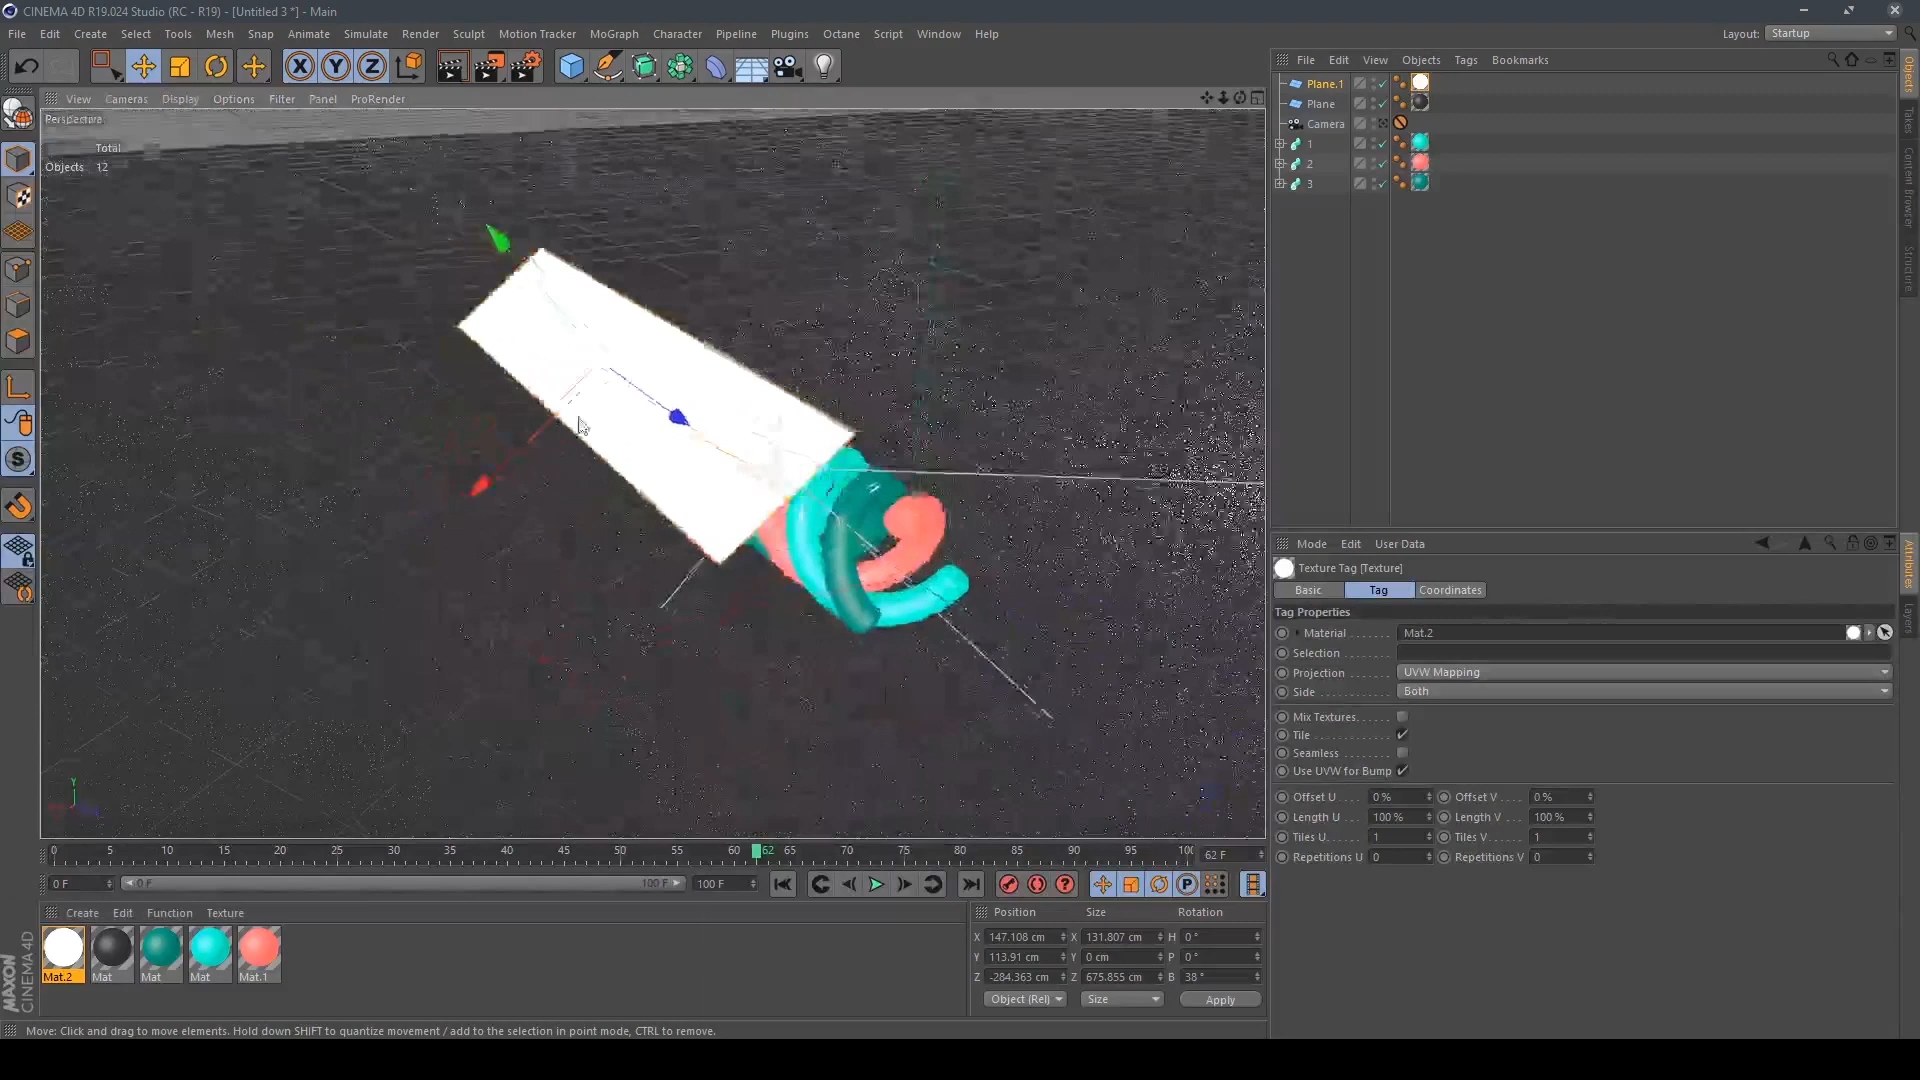 CINEMA 4D R19.024 Studio (RC - R19) - [Untitled 3 *] - Main
File Edit Create Select Tools Mesh Snap Animate Simulate Render Sculpt Motion Tracker MoGraph Character Pipeline Plugins Octane Script Window Help
Layout: Startup
X Y Z
File Edit View Objects Tags Bookmarks
View Cameras Display Options Filter Panel ProRender
Perspective
Total
Objects 12
Plane.1
Plane
Camera
1
2
3
Objects
Takes
Content Browser
Structure
Mode Edit User Data
Texture Tag [Texture]
Basic Tag Coordinates
Tag Properties
Material Mat.2
Selection
Projection UVW Mapping
Side Both
Mix Textures
Tile
Seamless
Use UVW for Bump
Offset U 0 % Offset V 0 %
Length U 100 % Length V 100 %
Tiles U 1 Tiles V 1
Repetitions U 0 Repetitions V 0
Attributes
Layers
Y
0 5 10 15 20 25 30 35 40 45 50 55 60 62 65 70 75 80 85 90 95 100 62 F
0 F 0 F 100 F 100 F
Create Edit Function Texture
Mat.2 Mat Mat Mat Mat.1
Position Size Rotation
X 147.108 cm X 131.807 cm H 0 °
Y 113.91 cm Y 0 cm P 0 °
Z -284.363 cm Z 675.855 cm B 38 °
Object (Rel) Size Apply
MAXON
CINEMA 4D
Move: Click and drag to move elements. Hold down SHIFT to quantize movement / add to the selection in point mode, CTRL to remove.